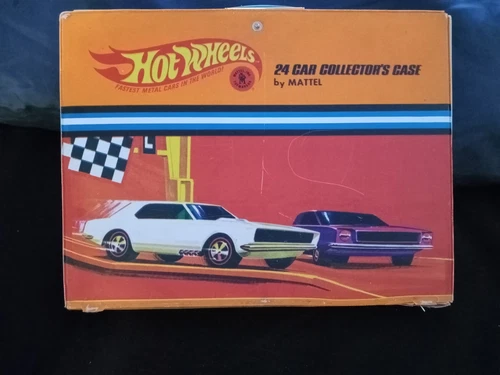 Hot Wheels
FASTEST METAL CARS IN THE WORLD!
24 CAR COLLECTOR'S CASE
by MATTEL